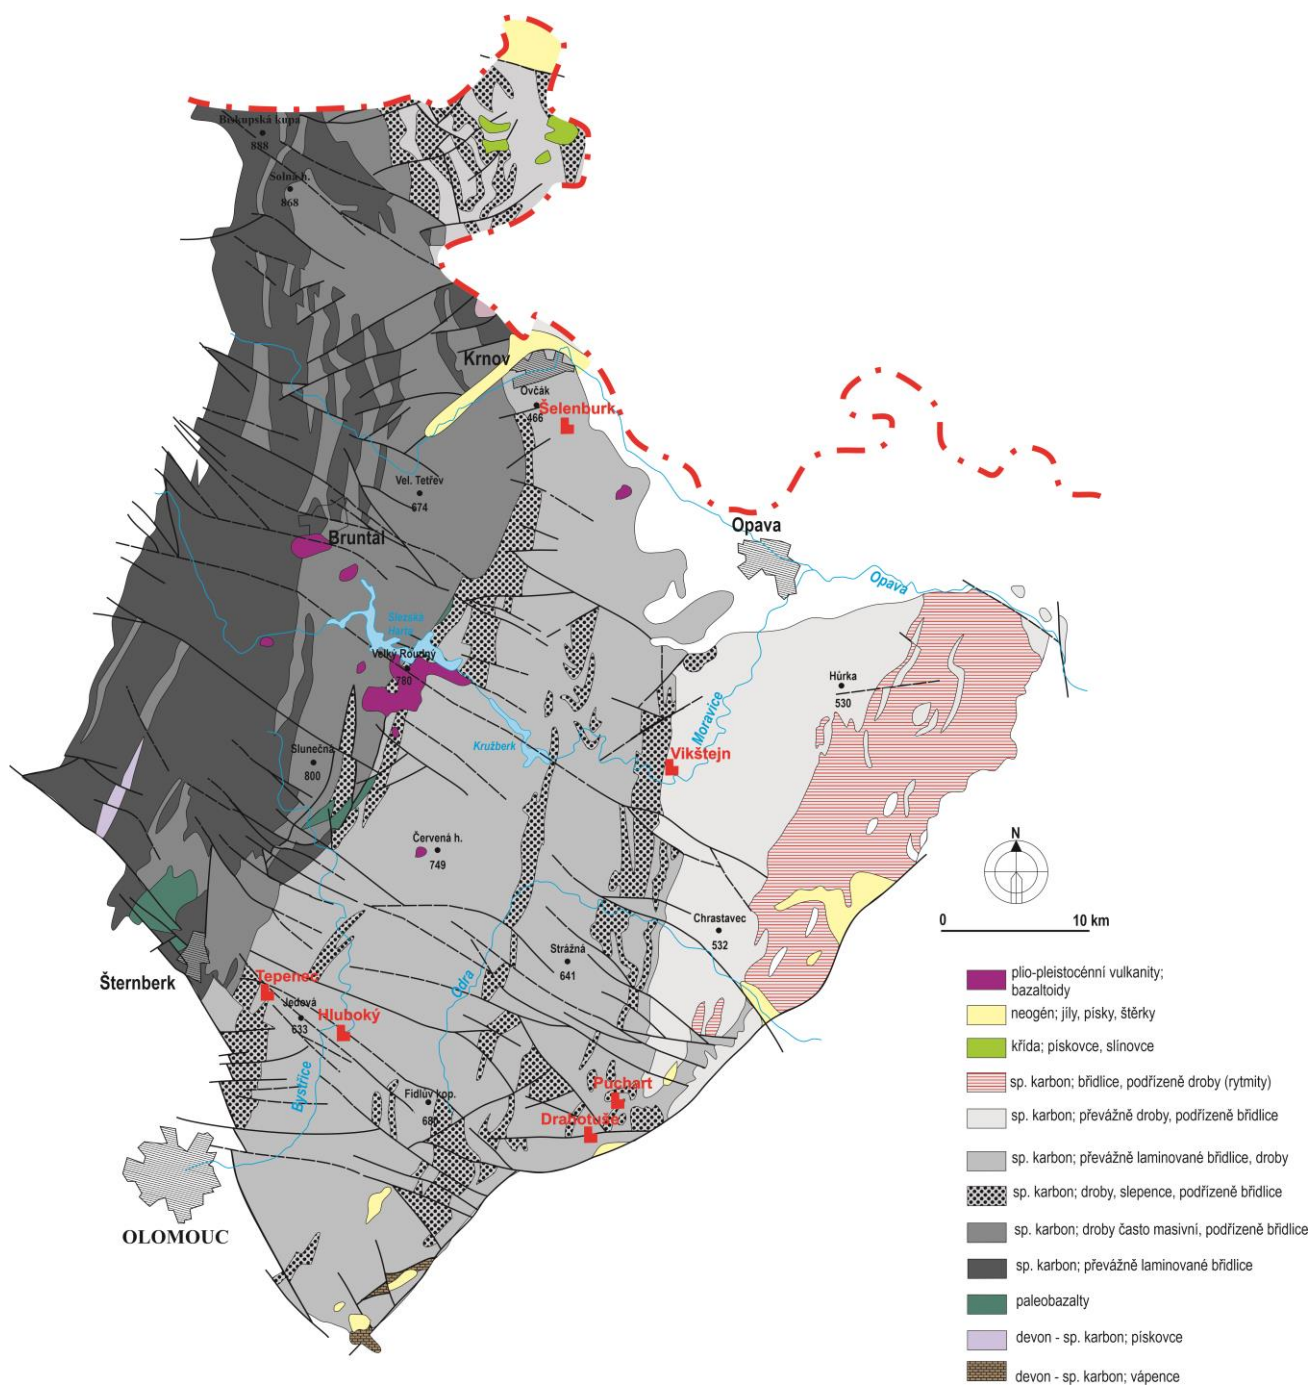 Biskupská kupa
888
Solná h.
868
Krnov
Ovčák
466
Šelenburk
Vel. Tetřev
674
Opava
Bruntál
Opava
Slezská
Harta
Velký Roudný
780
Hůrka
530
Moravice
Kružberk
Vikštejn
Slunečná
800
Červená h.
749
N
0
10 km
Chrastavec
532
Strážná
641
Šternberk
Tepenec
Jedová
633
Odra
Hluboký
Bystřice
Puchart
Fidlův kop.
680
Drahotuše
OLOMOUC
plio-pleistocénní vulkanity;
bazaltoidy
neogén; jíly, písky, štěrky
křída; pískovce, slínovce
sp. karbon; břidlice, podřízeně droby (rytmity)
sp. karbon; převážně droby, podřízeně břidlice
sp. karbon; převážně laminované břidlice, droby
sp. karbon; droby, slepence, podřízeně břidlice
sp. karbon; droby často masivní, podřízeně břidlice
sp. karbon; převážně laminované břidlice
paleobazalty
devon - sp. karbon; pískovce
devon - sp. karbon; vápence